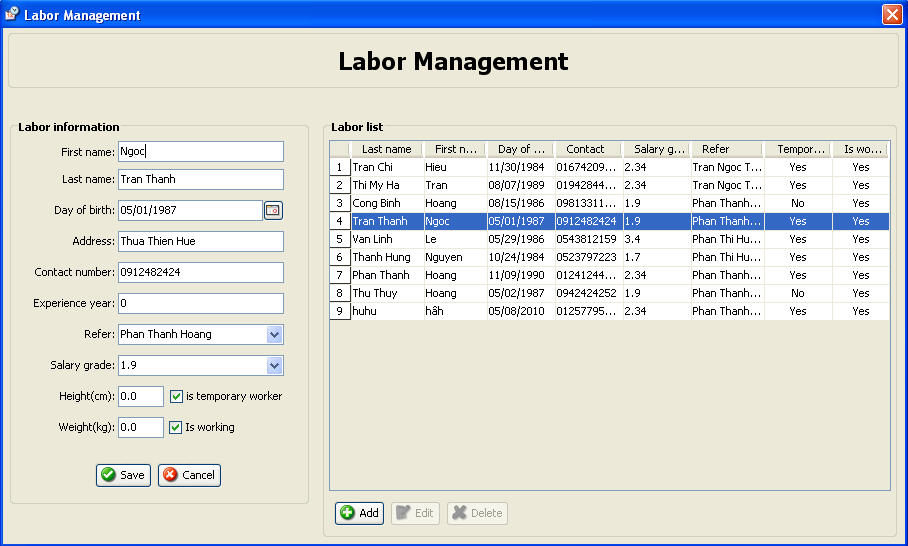 Labor Management
Labor Management
Labor information
First name: Ngoc
Last name: Tran Thanh
Day of birth: 05/01/1987
Address: Thua Thien Hue
Contact number: 0912482424
Experience year: 0
Refer: Phan Thanh Hoang
Salary grade: 1.9
Height(cm): 0.0 is temporary worker
Weight(kg): 0.0 Is working
Save Cancel
Labor list
Last name First n... Day of ... Contact Salary g... Refer Tempor... Is wo...
1 Tran Chi Hieu 11/30/1984 01674209... 2.34 Tran Ngoc T... Yes Yes
2 Thi My Ha Tran 08/07/1989 01942844... 2.34 Tran Ngoc T... Yes Yes
3 Cong Binh Hoang 08/15/1986 09813311... 1.9 Phan Thanh... No Yes
4 Tran Thanh Ngoc 05/01/1987 0912482424 1.9 Phan Thanh... Yes Yes
5 Van Linh Le 05/29/1986 0543812159 3.4 Phan Thi Hu... Yes Yes
6 Thanh Hung Nguyen 10/24/1984 0523797223 1.7 Phan Thi Hu... Yes Yes
7 Phan Thanh Hoang 11/09/1990 01241244... 2.34 Phan Thanh... Yes Yes
8 Thu Thuy Hoang 05/02/1987 0942424252 1.9 Phan Thanh... No Yes
9 huhu hâh 05/08/2010 01257795... 2.34 Phan Thanh... Yes Yes
Add Edit Delete